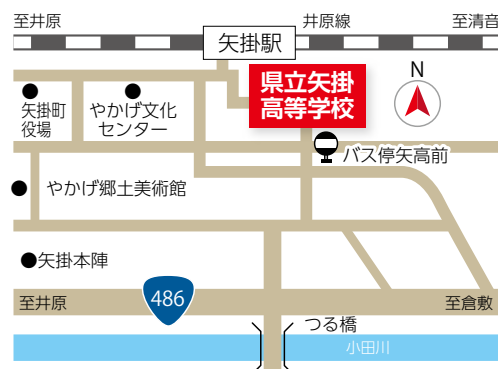 至井原
井原線
至清音
矢掛駅
県立矢掛
高等学校
N
矢掛町
役場
やかげ文化
センター
バス停矢高前
やかげ郷土美術館
矢掛本陣
至井原
486
至倉敷
つる橋
小田川